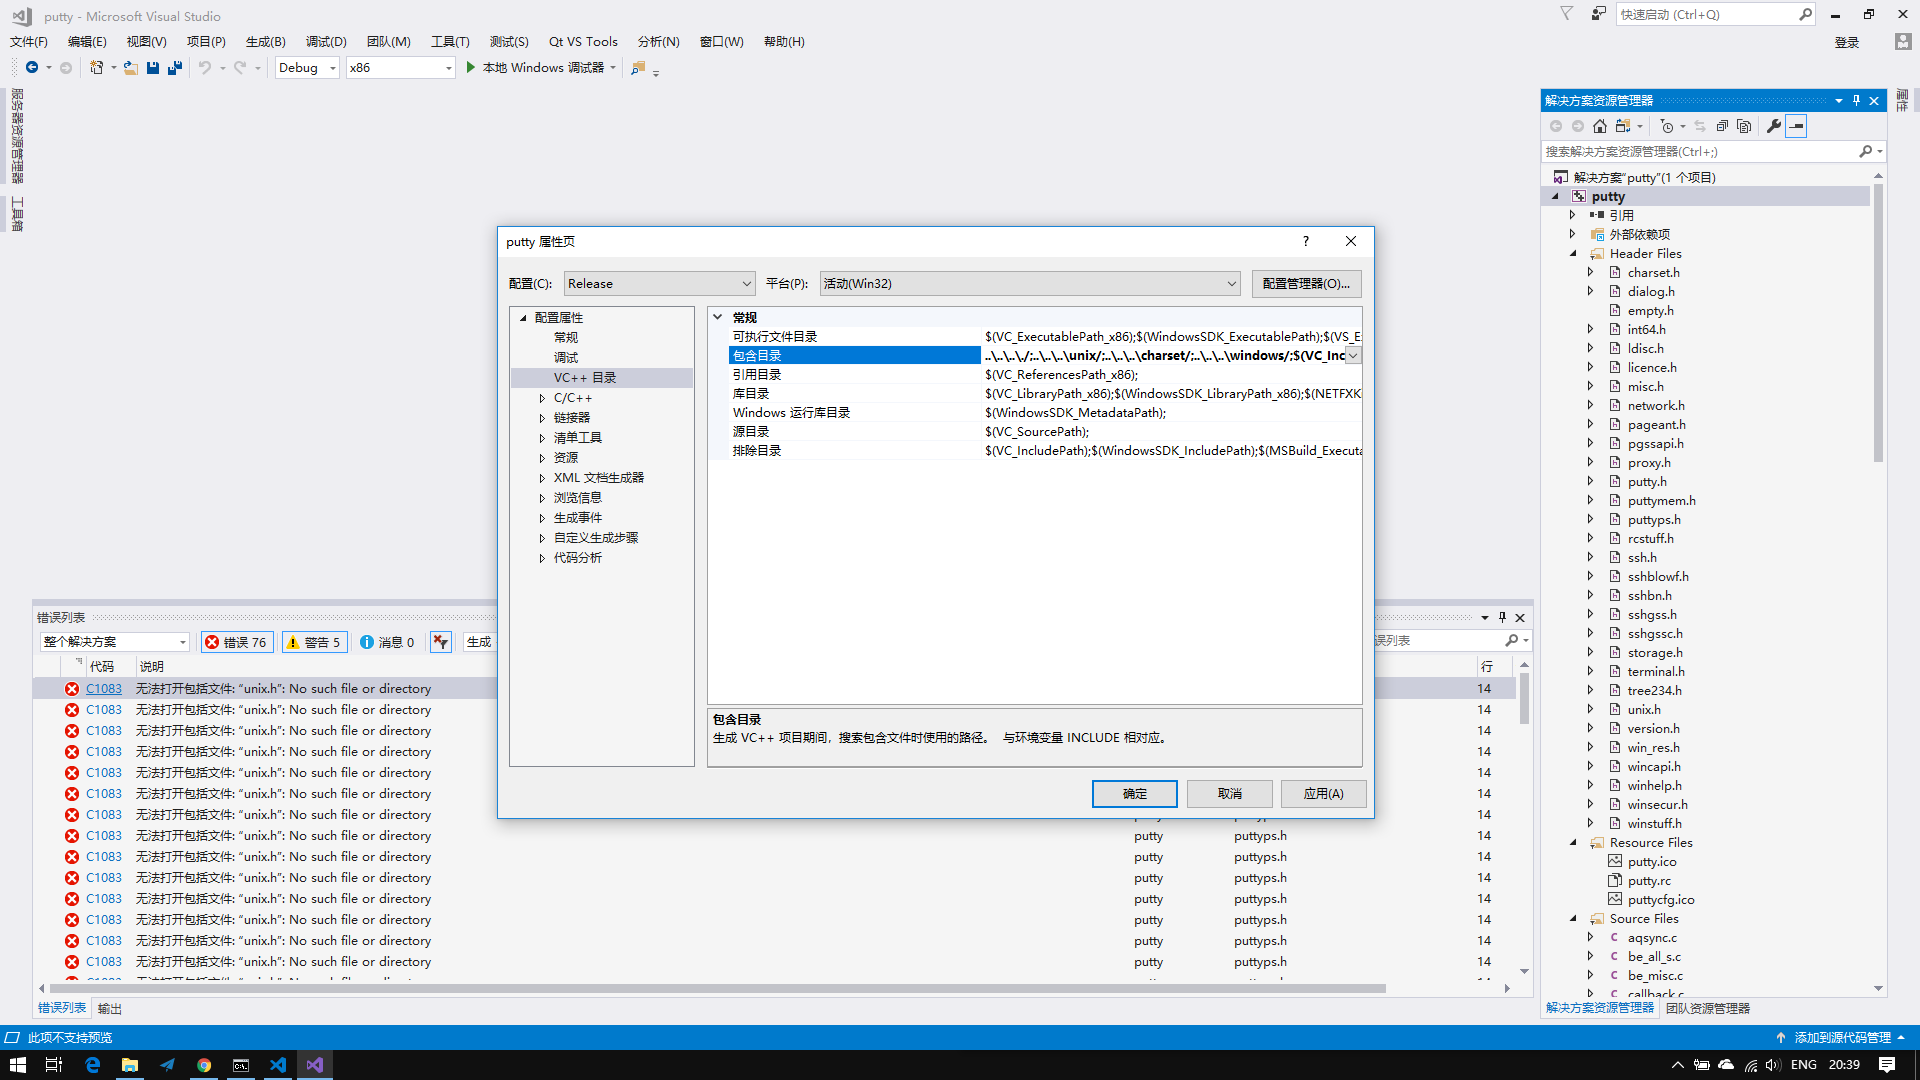 putty - Microsoft Visual Studio
快速启动 (Ctrl+Q)
文件(F) 编辑(E) 视图(V) 项目(P) 生成(B) 调试(D) 团队(M) 工具(T) 测试(S) Qt VS Tools 分析(N) 窗口(W) 帮助(H)
登录
Debug x86 本地 Windows 调试器
服务器资源管理器
工具箱
属性
解决方案资源管理器
搜索解决方案资源管理器(Ctrl+;)
解决方案"putty"(1 个项目)
putty
引用
外部依赖项
Header Files
charset.h
dialog.h
empty.h
int64.h
ldisc.h
licence.h
misc.h
network.h
pageant.h
pgssapi.h
proxy.h
putty.h
puttymem.h
puttyps.h
rcstuff.h
ssh.h
sshblowf.h
sshbn.h
sshgss.h
sshgssc.h
storage.h
terminal.h
tree234.h
unix.h
version.h
win_res.h
wincapi.h
winhelp.h
winsecur.h
winstuff.h
Resource Files
putty.ico
putty.rc
puttycfg.ico
Source Files
aqsync.c
be_all_s.c
be_misc.c
callback.c
解决方案资源管理器 团队资源管理器
putty 属性页
?
配置(C): Release 平台(P): 活动(Win32) 配置管理器(O)...
配置属性
常规
调试
VC++ 目录
C/C++
链接器
清单工具
资源
XML 文档生成器
浏览信息
生成事件
自定义生成步骤
代码分析
常规
可执行文件目录 $(VC_ExecutablePath_x86);$(WindowsSDK_ExecutablePath);$(VS_E
包含目录 ..\..\..\./;..\..\..\unix/;..\..\..\charset/;..\..\..\windows/;$(VC_Inc
引用目录 $(VC_ReferencesPath_x86);
库目录 $(VC_LibraryPath_x86);$(WindowsSDK_LibraryPath_x86);$(NETFXK
Windows 运行库目录 $(WindowsSDK_MetadataPath);
源目录 $(VC_SourcePath);
排除目录 $(VC_IncludePath);$(WindowsSDK_IncludePath);$(MSBuild_Executa
包含目录
生成 VC++ 项目期间，搜索包含文件时使用的路径。 与环境变量 INCLUDE 相对应。
确定 取消 应用(A)
错误列表
整个解决方案 错误 76 警告 5 消息 0 生成 误列表
代码 说明 行
C1083 无法打开包括文件: "unix.h": No such file or directory 14
C1083 无法打开包括文件: "unix.h": No such file or directory 14
C1083 无法打开包括文件: "unix.h": No such file or directory 14
C1083 无法打开包括文件: "unix.h": No such file or directory 14
C1083 无法打开包括文件: "unix.h": No such file or directory 14
C1083 无法打开包括文件: "unix.h": No such file or directory 14
C1083 无法打开包括文件: "unix.h": No such file or directory 14
C1083 无法打开包括文件: "unix.h": No such file or directory putty puttyps.h 14
C1083 无法打开包括文件: "unix.h": No such file or directory putty puttyps.h 14
C1083 无法打开包括文件: "unix.h": No such file or directory putty puttyps.h 14
C1083 无法打开包括文件: "unix.h": No such file or directory putty puttyps.h 14
C1083 无法打开包括文件: "unix.h": No such file or directory putty puttyps.h 14
C1083 无法打开包括文件: "unix.h": No such file or directory putty puttyps.h 14
C1083 无法打开包括文件: "unix.h": No such file or directory putty puttyps.h 14
错误列表 输出
此项不支持预览 添加到源代码管理
ENG 20:39